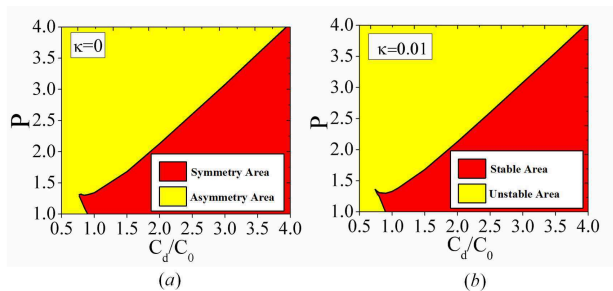 κ=0
P
4.0
3.5
3.0
2.5
2.0
1.5
1.0
0.5 1.0 1.5 2.0 2.5 3.0 3.5 4.0
C_d/C_0
Symmetry Area
Asymmetry Area
(a)
κ=0.01
P
4.0
3.5
3.0
2.5
2.0
1.5
1.0
0.5 1.0 1.5 2.0 2.5 3.0 3.5 4.0
C_d/C_0
Stable Area
Unstable Area
(b)